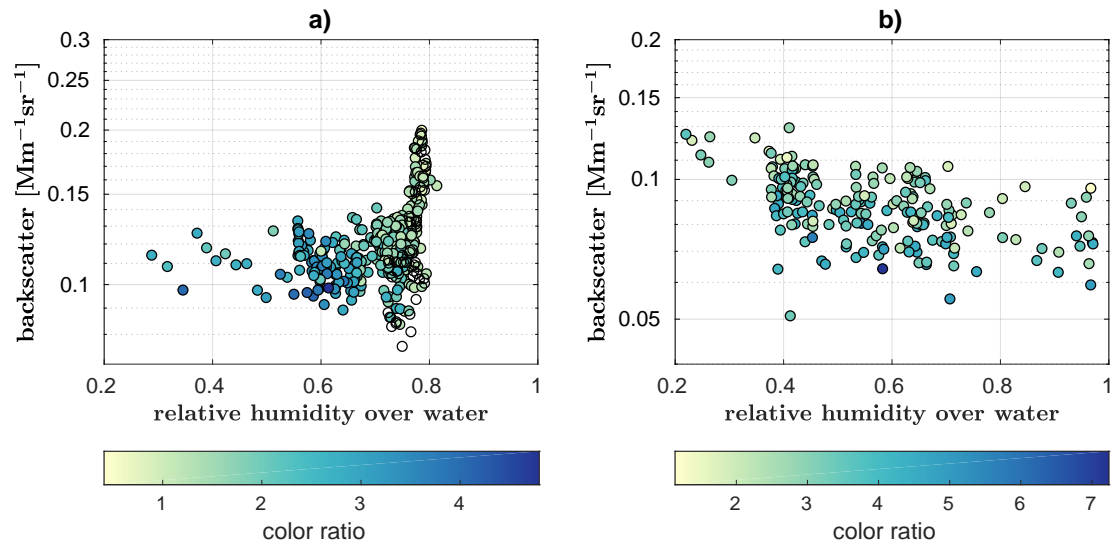 a)
0.3
0.25
0.2
0.15
0.1
backscatter [Mm⁻¹sr⁻¹]
0.2 0.4 0.6 0.8 1
relative humidity over water
1 2 3 4
color ratio
b)
0.2
0.15
0.1
0.05
backscatter [Mm⁻¹sr⁻¹]
0.2 0.4 0.6 0.8 1
relative humidity over water
2 3 4 5 6 7
color ratio